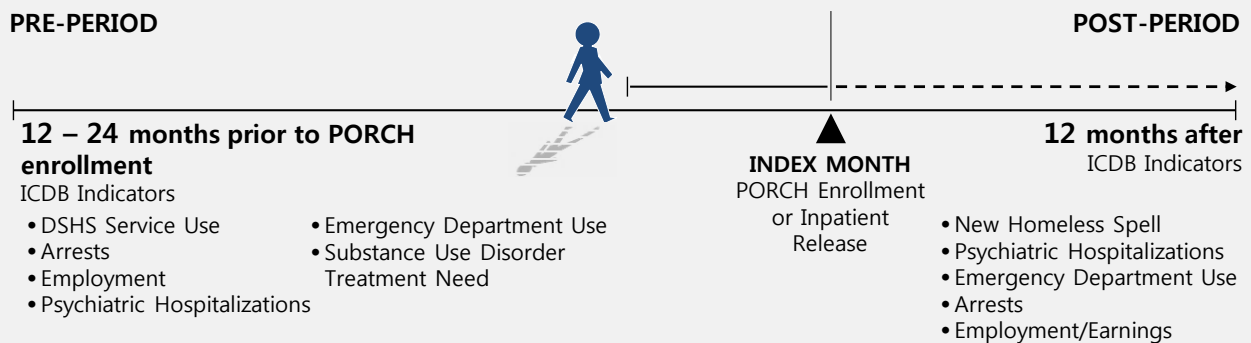 PRE-PERIOD
POST-PERIOD
12 – 24 months prior to PORCH
enrollment
ICDB Indicators
• DSHS Service Use
• Arrests
• Employment
• Psychiatric Hospitalizations
• Emergency Department Use
• Substance Use Disorder
Treatment Need
INDEX MONTH
PORCH Enrollment
or Inpatient
Release
12 months after
ICDB Indicators
• New Homeless Spell
• Psychiatric Hospitalizations
• Emergency Department Use
• Arrests
• Employment/Earnings